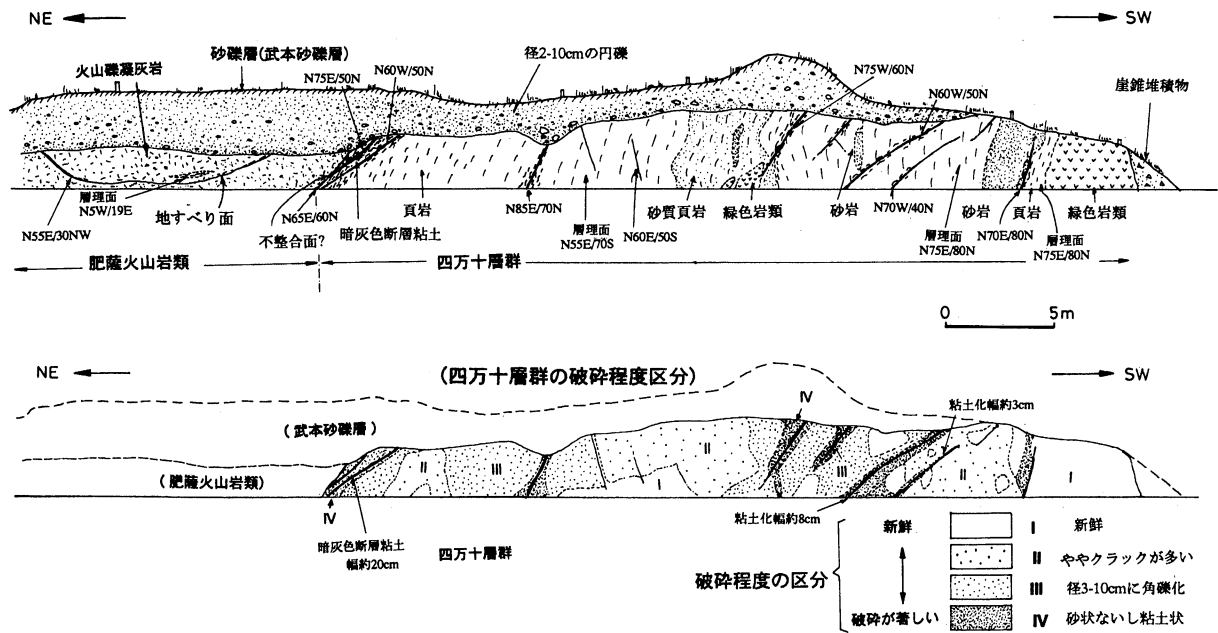 NE
SW
砂礫層(武本砂礫層)
火山礫凝灰岩
N75E/50N
N60W/50N
径2-10cmの円礫
N75W/60N
N60W/50N
崖錐堆積物
層理面
N5W/19E
N55E/30NW
地すべり面
不整合面?
N65E/60N
頁岩
暗灰色断層粘土
N85E/70N
層理面
N55E/70S
N60E/50S
砂質頁岩
緑色岩類
砂岩
N70W/40N
層理面
N75E/80N
砂岩
N70E/80N
頁岩
層理面
N75E/80N
緑色岩類
肥薩火山岩類
四万十層群
0 5m
NE
(四万十層群の破砕程度区分)
SW
(武本砂礫層)
(肥薩火山岩類)
IV
粘土化幅約3cm
II
III
I
II
III
II
I
IV
暗灰色断層粘土
幅約20cm
四万十層群
粘土化幅約8cm
破砕程度の区分
新鮮
破砕が著しい
I 新鮮
II ややクラックが多い
III 径3-10cmに角礫化
IV 砂状ないし粘土状